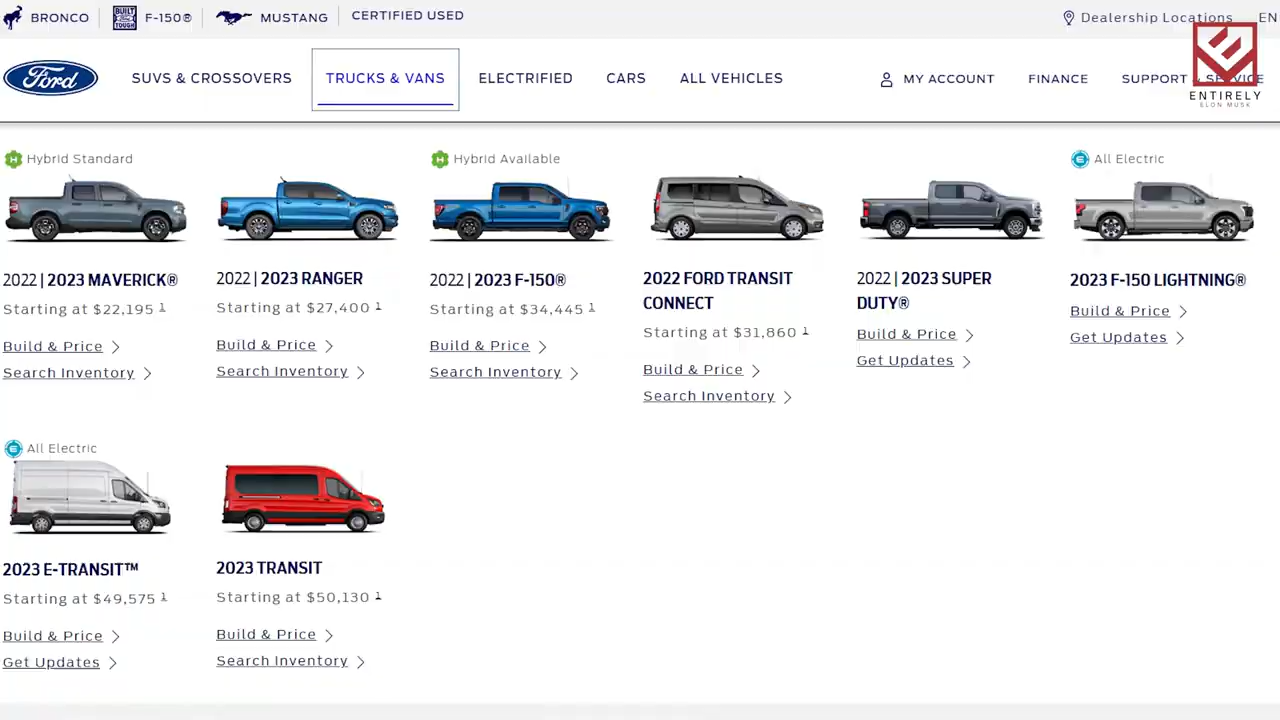 BRONCO
BUILT Ford TOUGH
F-150®
MUSTANG
CERTIFIED USED
Dealership Locations
EN
Ford
SUVS & CROSSOVERS
TRUCKS & VANS
ELECTRIFIED
CARS
ALL VEHICLES
MY ACCOUNT
FINANCE
SUPPORT & SERVICE
ENTIRELY
ELON MUSK
Hybrid Standard
Hybrid Available
All Electric
2022 | 2023 MAVERICK®
Starting at $22,195 1
Build & Price
Search Inventory
2022 | 2023 RANGER
Starting at $27,400 1
Build & Price
Search Inventory
2022 | 2023 F-150®
Starting at $34,445 1
Build & Price
Search Inventory
2022 FORD TRANSIT
CONNECT
Starting at $31,860 1
Build & Price
Search Inventory
2022 | 2023 SUPER
DUTY®
Build & Price
Get Updates
2023 F-150 LIGHTNING®
Build & Price
Get Updates
All Electric
2023 E-TRANSIT™
Starting at $49,575 1
Build & Price
Get Updates
2023 TRANSIT
Starting at $50,130 1
Build & Price
Search Inventory